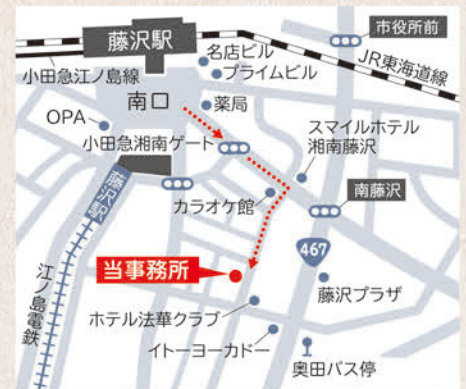 藤沢駅
市役所前
名店ビル
プライムビル
JR東海道線
小田急江ノ島線
南口
薬局
OPA
小田急湘南ゲート
スマイルホテル
湘南藤沢
藤沢駅
カラオケ館
南藤沢
467
当事務所
藤沢プラザ
江ノ島電鉄
ホテル法華クラブ
イトーヨーカドー
奥田バス停